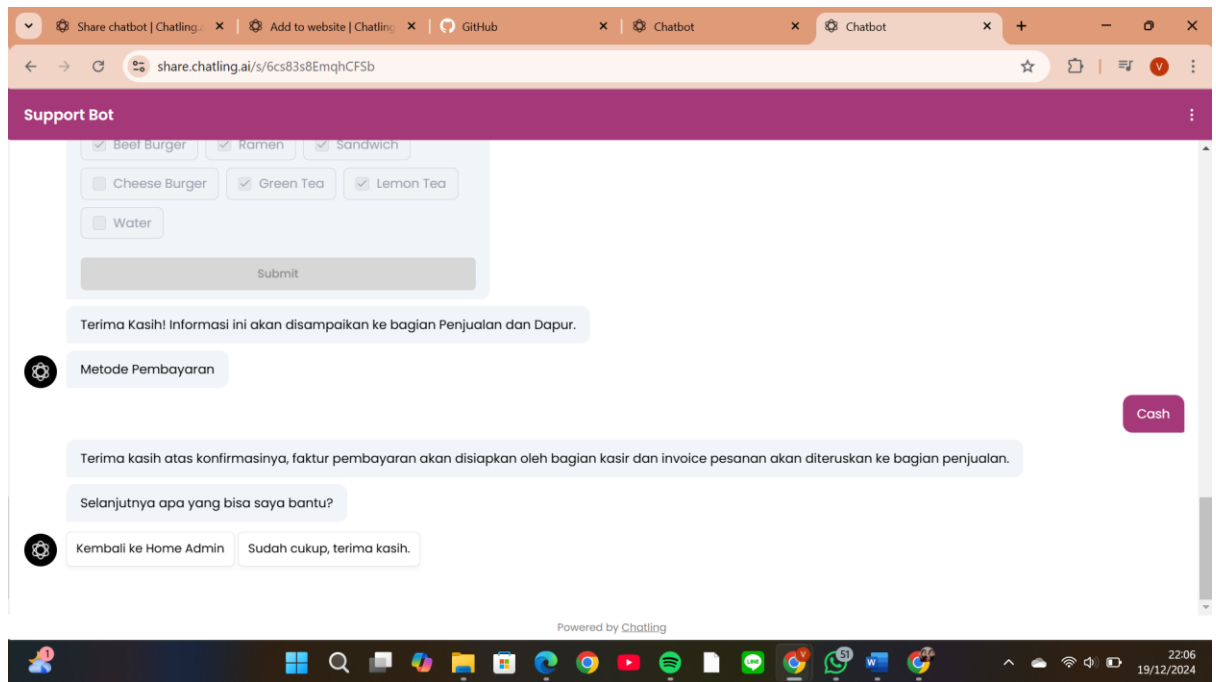 Share chatbot | Chatling.a
Add to website | Chatling
GitHub
Chatbot
Chatbot
share.chatling.ai/s/6cs83s8EmqhCFSb
V
Support Bot
Beef Burger
Ramen
Sandwich
Cheese Burger
Green Tea
Lemon Tea
Water
Submit
Terima Kasih! Informasi ini akan disampaikan ke bagian Penjualan dan Dapur.
Metode Pembayaran
Cash
Terima kasih atas konfirmasinya, faktur pembayaran akan disiapkan oleh bagian kasir dan invoice pesanan akan diteruskan ke bagian penjualan.
Selanjutnya apa yang bisa saya bantu?
Kembali ke Home Admin
Sudah cukup, terima kasih.
Powered by Chatling
1
LINE
V
51
W
22:06
19/12/2024